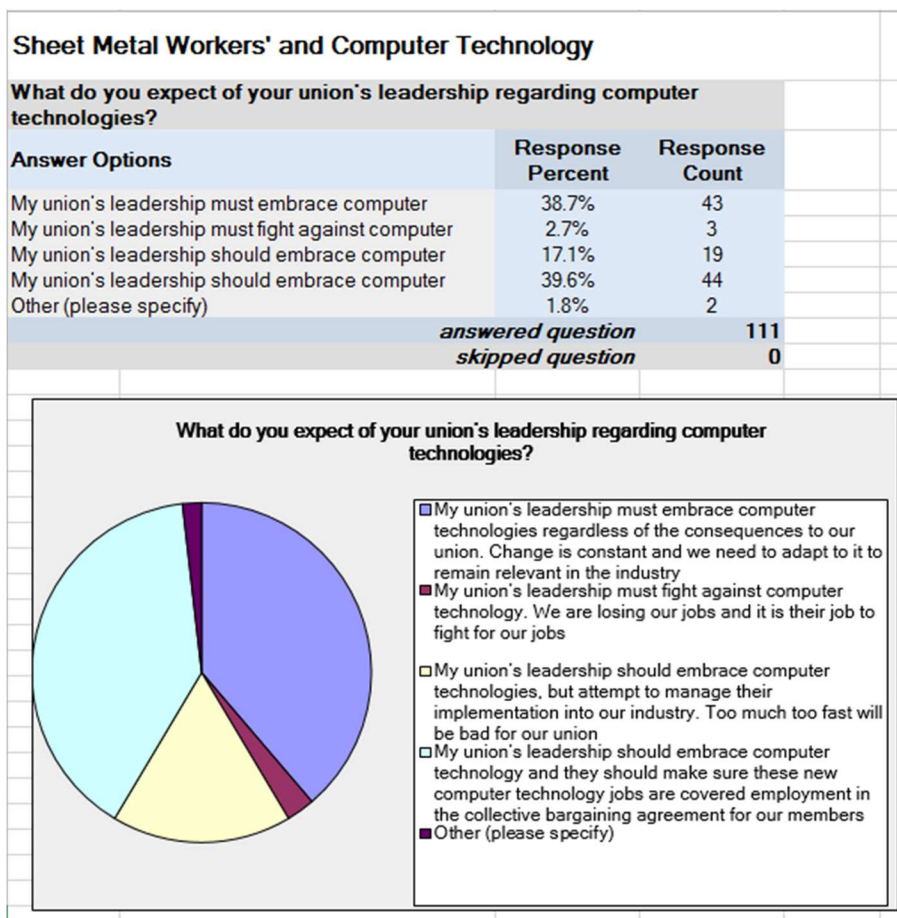 Sheet Metal Workers' and Computer Technology
What do you expect of your union's leadership regarding computer
technologies?
Answer Options
Response
Percent
Response
Count
My union's leadership must embrace computer 38.7% 43
My union's leadership must fight against computer 2.7% 3
My union's leadership should embrace computer 17.1% 19
My union's leadership should embrace computer 39.6% 44
Other (please specify) 1.8% 2
answered question 111
skipped question 0
What do you expect of your union's leadership regarding computer
technologies?
My union's leadership must embrace computer
technologies regardless of the consequences to our
union. Change is constant and we need to adapt to it to
remain relevant in the industry
My union's leadership must fight against computer
technology. We are losing our jobs and it is their job to
fight for our jobs
My union's leadership should embrace computer
technologies, but attempt to manage their
implementation into our industry. Too much too fast will
be bad for our union
My union's leadership should embrace computer
technology and they should make sure these new
computer technology jobs are covered employment in
the collective bargaining agreement for our members
Other (please specify)